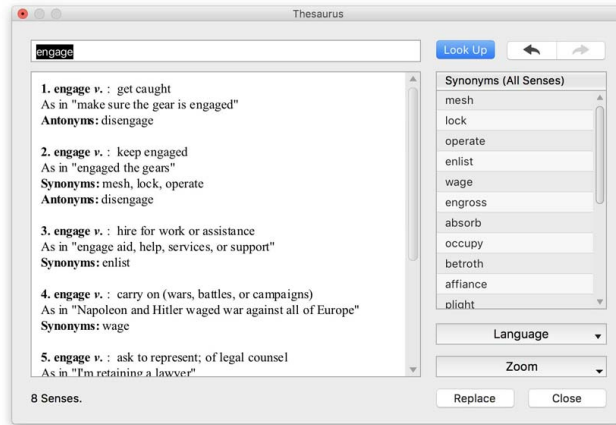 Thesaurus
engage
Look Up
1. engage v. : get caught
As in "make sure the gear is engaged"
Antonyms: disengage
2. engage v. : keep engaged
As in "engaged the gears"
Synonyms: mesh, lock, operate
Antonyms: disengage
3. engage v. : hire for work or assistance
As in "engage aid, help, services, or support"
Synonyms: enlist
4. engage v. : carry on (wars, battles, or campaigns)
As in "Napoleon and Hitler waged war against all of Europe"
Synonyms: wage
5. engage v. : ask to represent; of legal counsel
As in "I'm retaining a lawyer"
Synonyms (All Senses)
mesh
lock
operate
enlist
wage
engross
absorb
occupy
betroth
affiance
plight
Language
Zoom
8 Senses.
Replace
Close